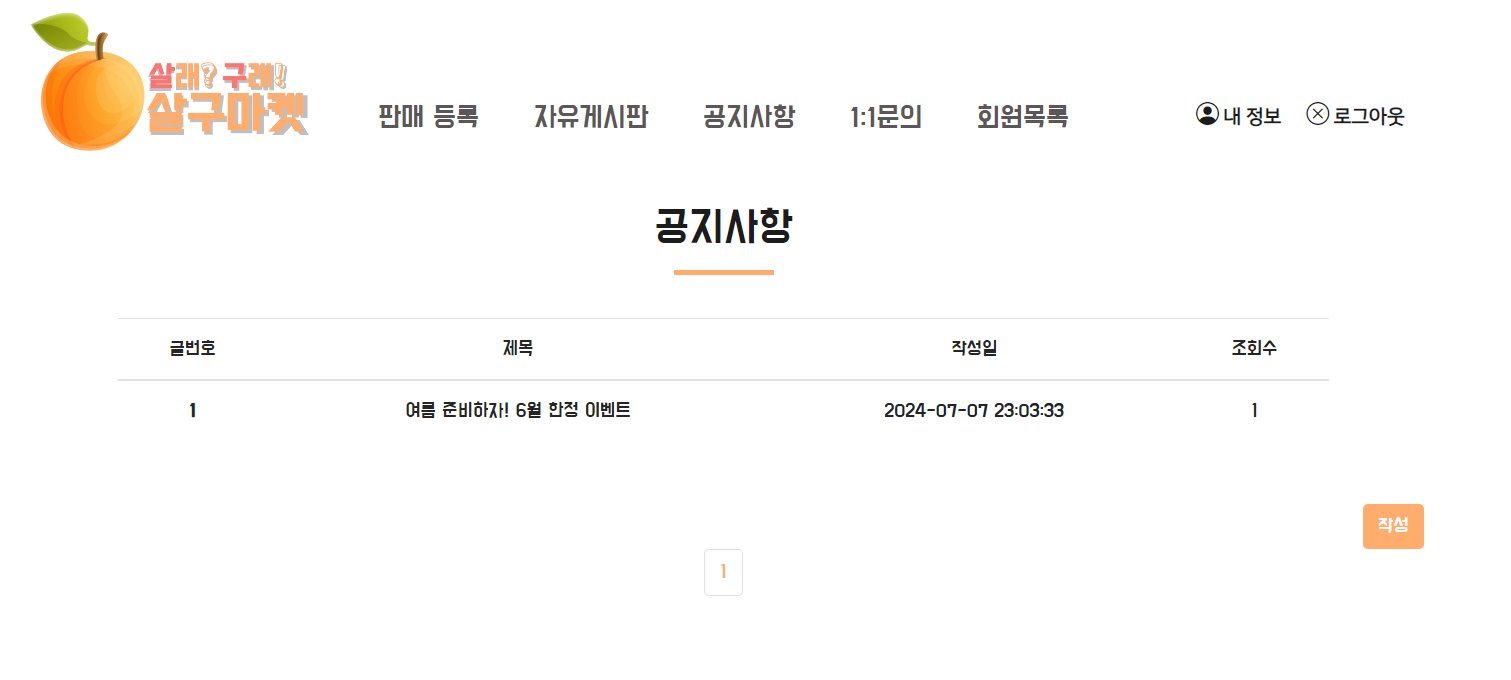 살래? 구래!
살구마켓
판매 등록 자유게시판 공지사항 1:1문의 회원목록 내 정보 로그아웃
공지사항
글번호 제목 작성일 조회수
1 여름 준비하자! 6월 한정 이벤트 2024-07-07 23:03:33 1
작성
1